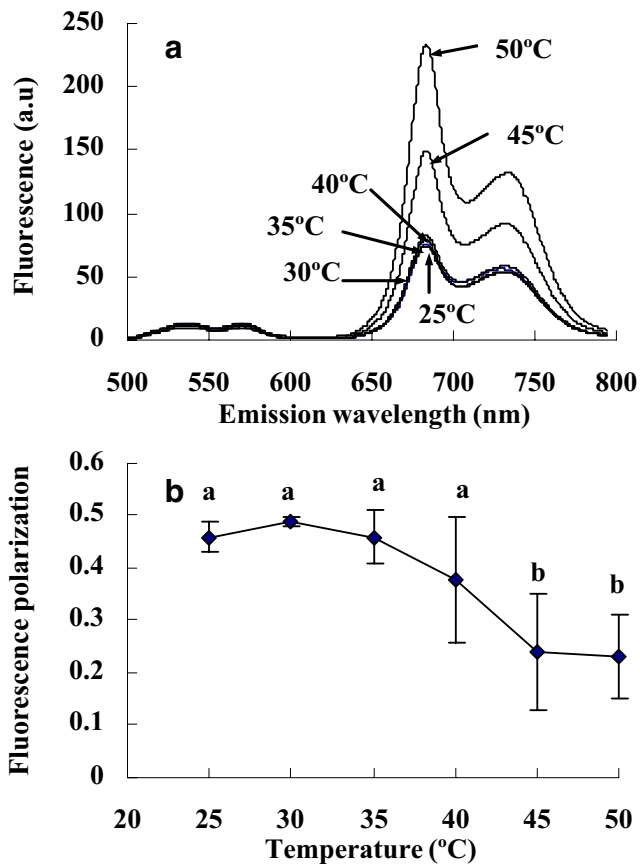 250
a
50ºC
200
150
45ºC
100
40ºC
35ºC
50
30ºC
25ºC
0
Fluorescence (a.u)
500 550 600 650 700 750 800
Emission wavelength (nm)
0.6
b
a a a a
0.5
0.4
b b
0.3
0.2
0.1
0
Fluorescence polarization
20 25 30 35 40 45 50
Temperature (ºC)